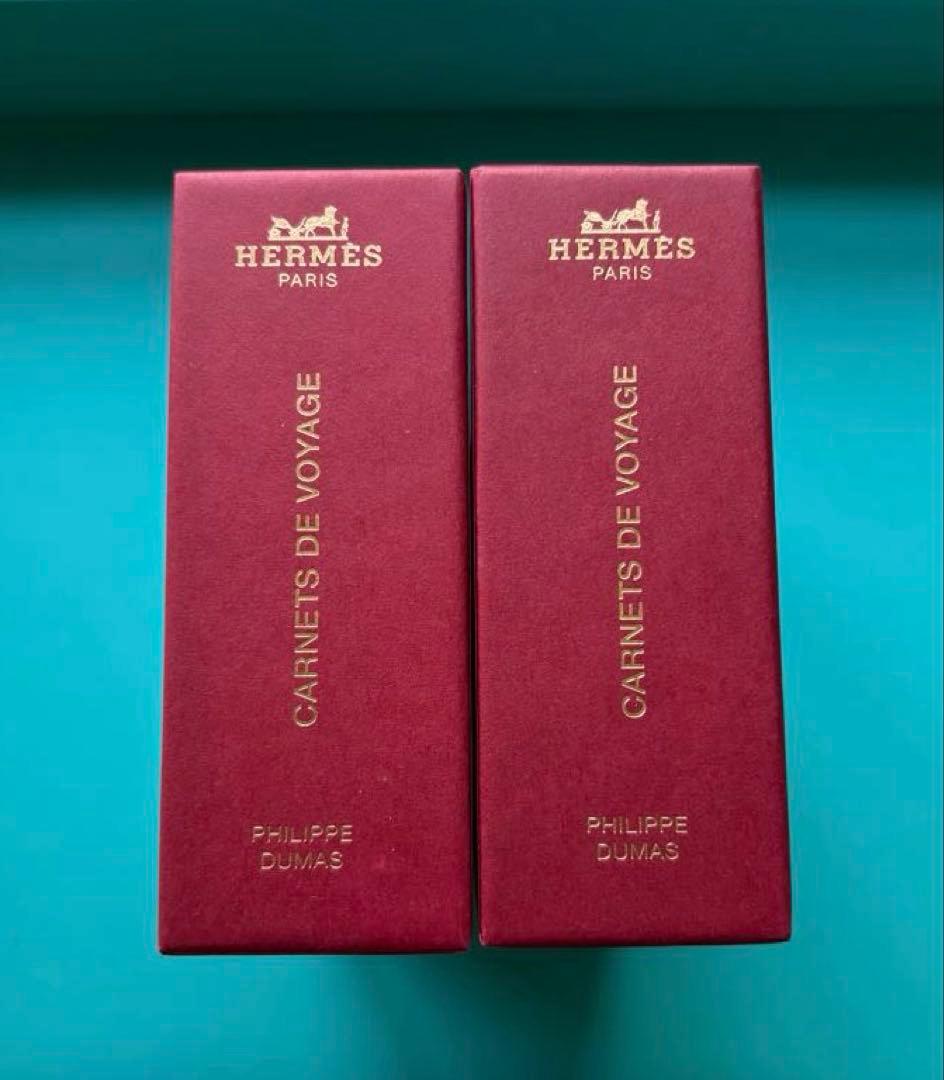 HERMÈS
PARIS
CARNETS DE VOYAGE
PHILIPPE
DUMAS
HERMÈS
PARIS
CARNETS DE VOYAGE
PHILIPPE
DUMAS